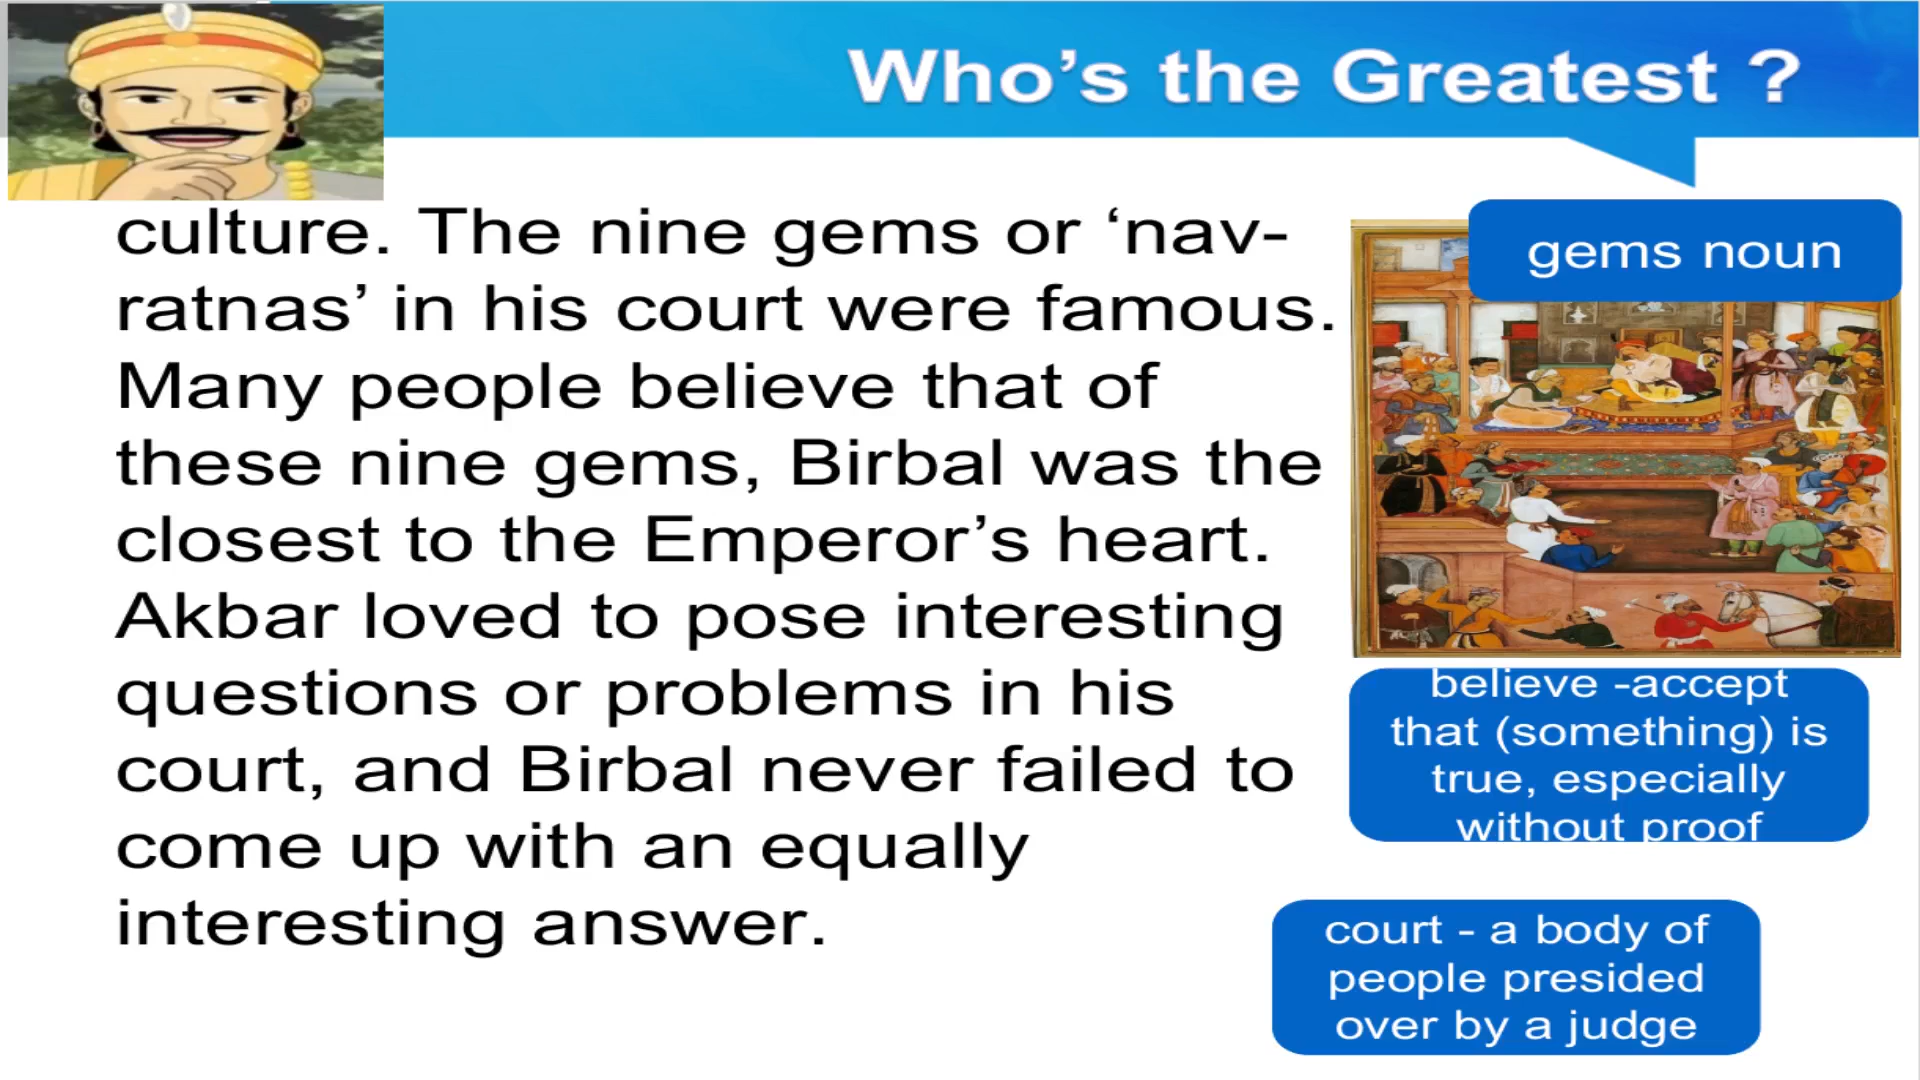 Who’s the Greatest ?
culture. The nine gems or ‘nav-
ratnas’ in his court were famous.
Many people believe that of
these nine gems, Birbal was the
closest to the Emperor’s heart.
Akbar loved to pose interesting
questions or problems in his
court, and Birbal never failed to
come up with an equally
interesting answer.
gems noun
believe -accept
that (something) is
true, especially
without proof
court - a body of
people presided
over by a judge